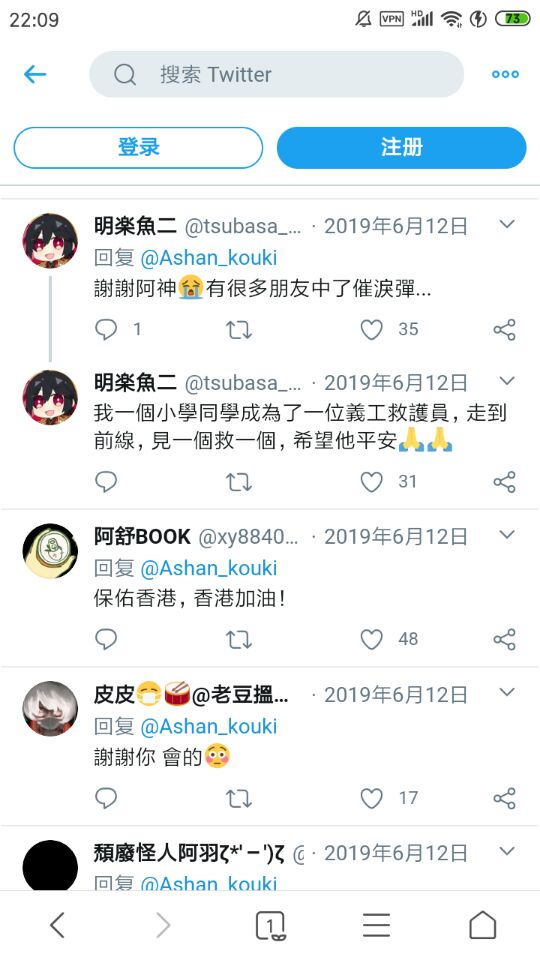 22:09
VPN HD 73
搜索 Twitter
登录 注册
明楽魚二 @tsubasa_... · 2019年6月12日
回复 @Ashan_kouki
謝謝阿神😭有很多朋友中了催淚彈...
1 35
明楽魚二 @tsubasa_... · 2019年6月12日
我一個小學同學成為了一位義工救護員，走到
前線，見一個救一個，希望他平安🙏🙏
31
阿舒BOOK @xy8840... · 2019年6月12日
回复 @Ashan_kouki
保佑香港，香港加油！
48
皮皮😷🥁@老豆搵... · 2019年6月12日
回复 @Ashan_kouki
謝謝你 會的😳
17
頹廢怪人阿羽ζ*'－')ζ @ · 2019年6月12日
回复 @Ashan_kouki
1